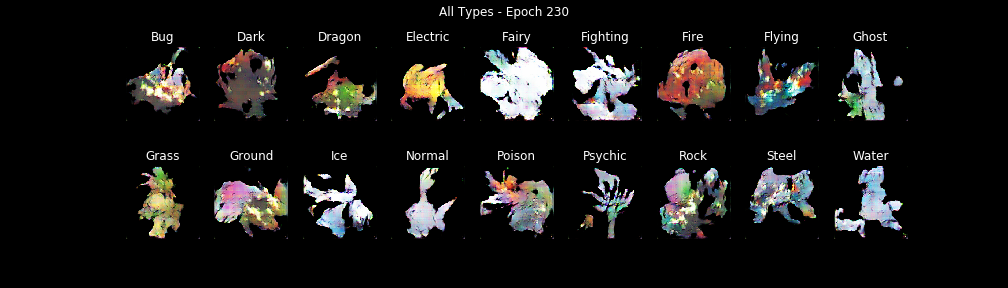 All Types - Epoch 230
Bug Dark Dragon Electric Fairy Fighting Fire Flying Ghost
Grass Ground Ice Normal Poison Psychic Rock Steel Water